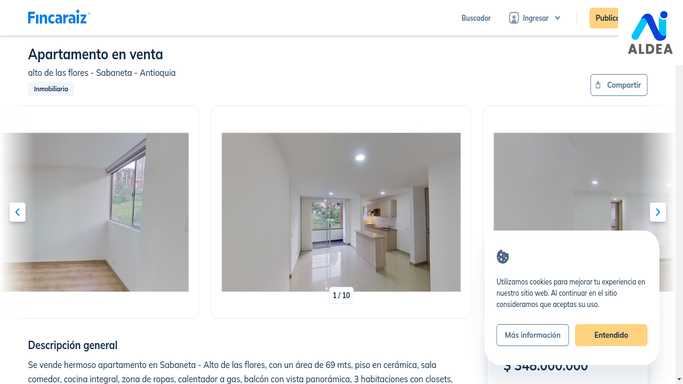 Fincaraiz
Buscador
Ingresar
Public
ALDEA
Apartamento en venta
alto de las flores - Sabaneta - Antioquia
Inmobiliario
Compartir
1 / 10
Utilizamos cookies para mejorar tu experiencia en
nuestro sitio web. Al continuar en el sitio
consideramos que aceptas su uso.
Más información
Entendido
$ 348.000.000
Descripción general
Se vende hermoso apartamento en Sabaneta - Alto de las flores, con un área de 69 mts, piso en cerámica, sala
comedor, cocina integral, zona de ropas, calentador a gas, balcón con vista panorámica, 3 habitaciones con closets,